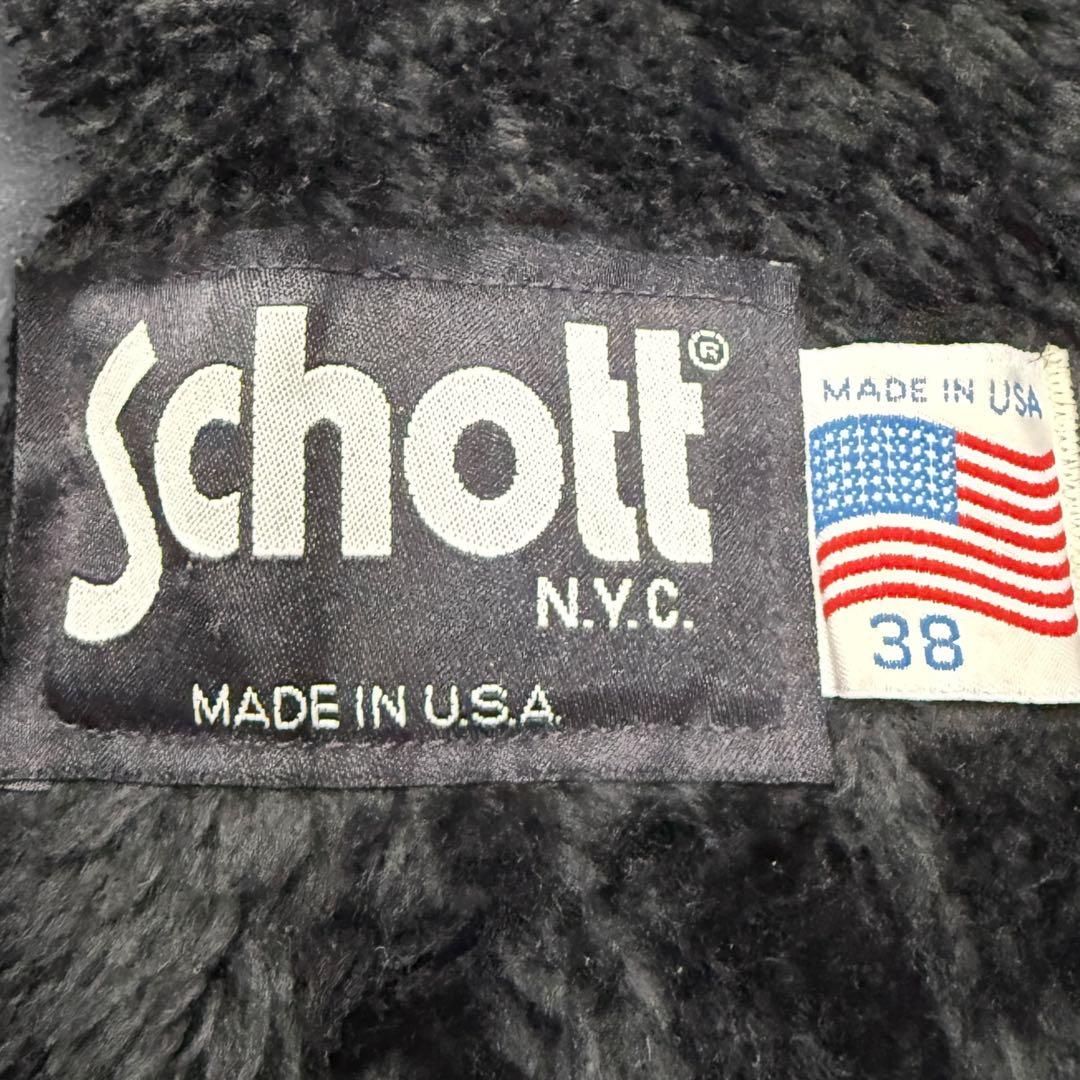 Schott®
N.Y.C.
MADE IN U.S.A.
MADE IN USA
38